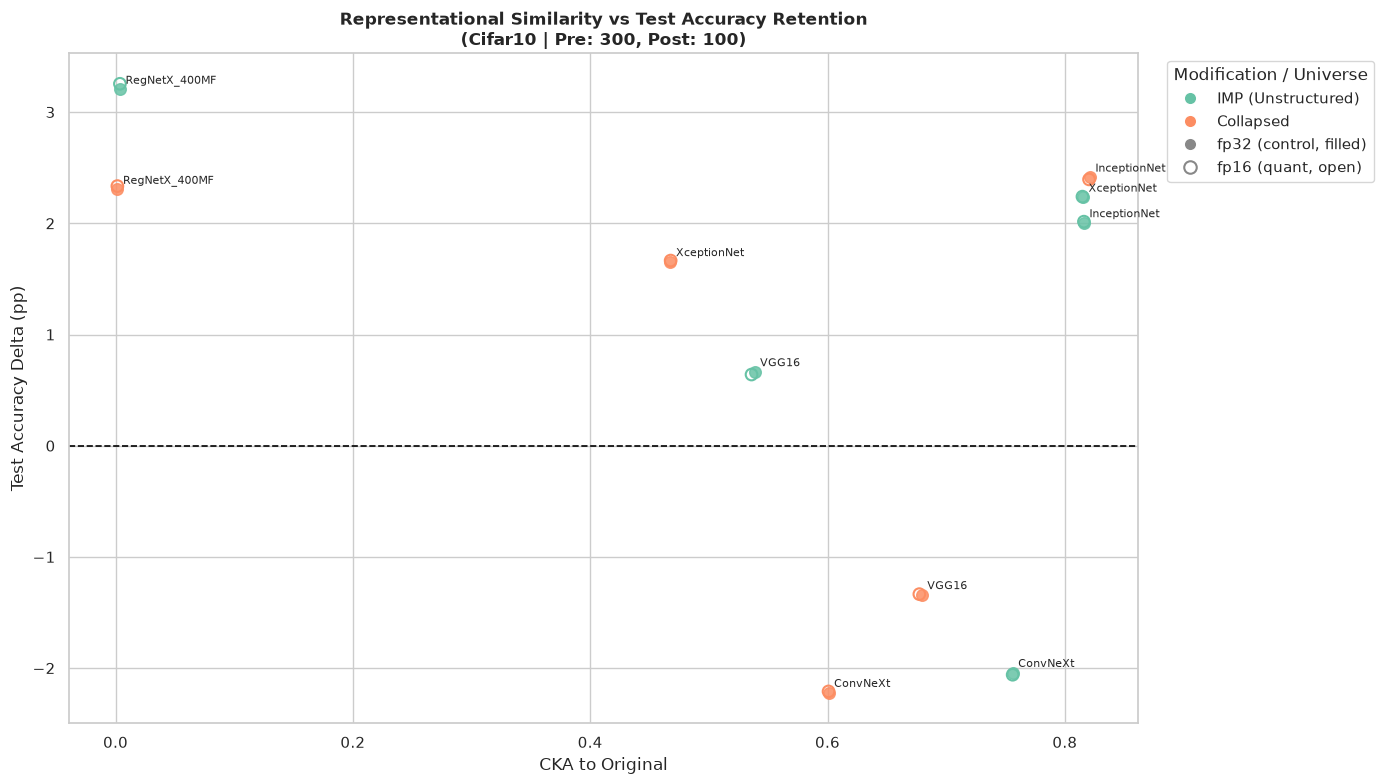 Representational Similarity vs Test Accuracy Retention
(Cifar10 | Pre: 300, Post: 100)
Modification / Universe
IMP (Unstructured)
Collapsed
fp32 (control, filled)
fp16 (quant, open)
RegNetX_400MF
RegNetX_400MF
InceptionNet
XceptionNet
InceptionNet
XceptionNet
VGG16
VGG16
ConvNeXt
ConvNeXt
Test Accuracy Delta (pp)
3
2
1
0
−1
−2
0.0
0.2
0.4
0.6
0.8
CKA to Original